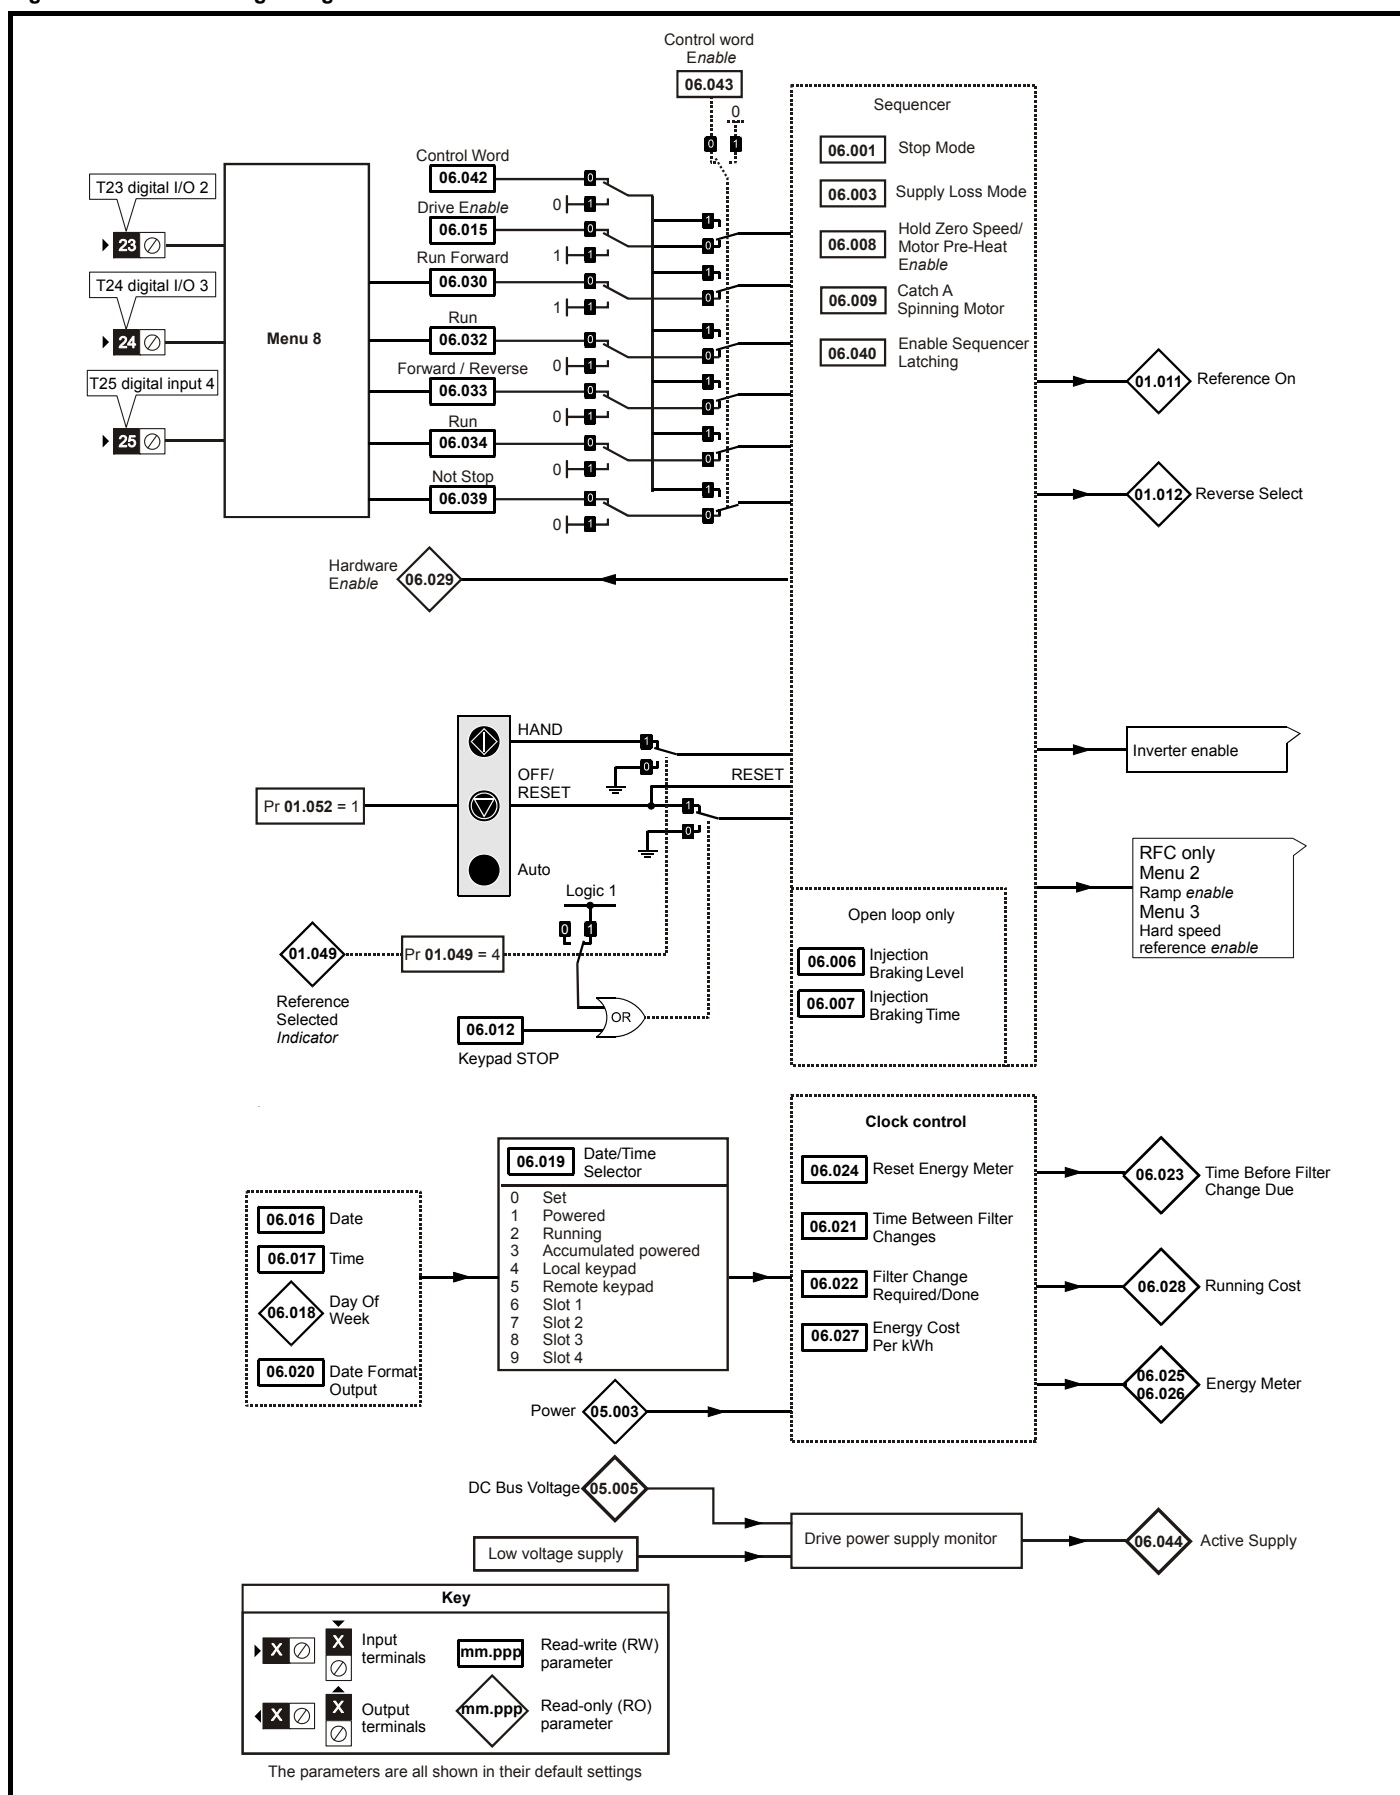 Control word
Enable
06.043
0
0
1
Sequencer
06.001
Stop Mode
06.003
Supply Loss Mode
06.008
Hold Zero Speed/
Motor Pre-Heat
Enable
06.009
Catch A
Spinning Motor
06.040
Enable Sequencer
Latching
T23 digital I/O 2
23
T24 digital I/O 3
24
T25 digital input 4
25
Menu 8
Control Word
06.042
0
0
1
Drive Enable
06.015
0
1
1
1
0
Run Forward
06.030
0
1
1
1
0
Run
06.032
0
0
1
1
0
Forward / Reverse
06.033
0
0
1
1
0
Run
06.034
0
0
1
1
0
Not Stop
06.039
0
0
1
1
0
01.011
Reference On
01.012
Reverse Select
Hardware
Enable
06.029
HAND
1
0
OFF/
RESET
RESET
1
0
Auto
Pr 01.052 = 1
Inverter enable
RFC only
Menu 2
Ramp enable
Menu 3
Hard speed
reference enable
Logic 1
0
1
01.049
Pr 01.049 = 4
Reference
Selected
Indicator
06.012
Keypad STOP
OR
Open loop only
06.006
Injection
Braking Level
06.007
Injection
Braking Time
06.016
Date
06.017
Time
06.018
Day Of
Week
06.020
Date Format
Output
06.019
Date/Time
Selector
0 Set
1 Powered
2 Running
3 Accumulated powered
4 Local keypad
5 Remote keypad
6 Slot 1
7 Slot 2
8 Slot 3
9 Slot 4
Clock control
06.024
Reset Energy Meter
06.021
Time Between Filter
Changes
06.022
Filter Change
Required/Done
06.027
Energy Cost
Per kWh
06.023
Time Before Filter
Change Due
06.028
Running Cost
06.025
06.026
Energy Meter
Power
05.003
DC Bus Voltage
05.005
Low voltage supply
Drive power supply monitor
06.044
Active Supply
Key
X
X
Input
terminals
mm.ppp
Read-write (RW)
parameter
X
X
Output
terminals
mm.ppp
Read-only (RO)
parameter
The parameters are all shown in their default settings